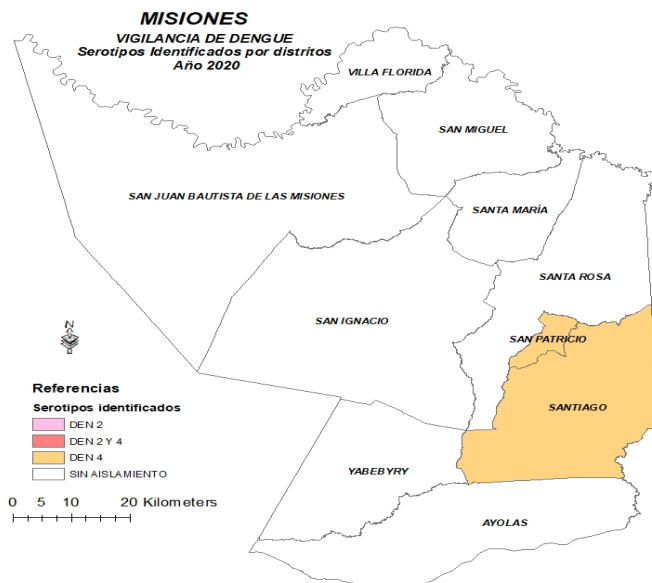 MISIONES
VIGILANCIA DE DENGUE
Serotipos Identificados por distritos
Año 2020
VILLA FLORIDA
SAN MIGUEL
SAN JUAN BAUTISTA DE LAS MISIONES
SANTA MARÍA
SANTA ROSA
SAN IGNACIO
SAN PATRICIO
SANTIAGO
YABEBYRY
AYOLAS
N
Referencias
Serotipos identificados
DEN 2
DEN 2 Y 4
DEN 4
SIN AISLAMIENTO
0 5 10 20 Kilometers